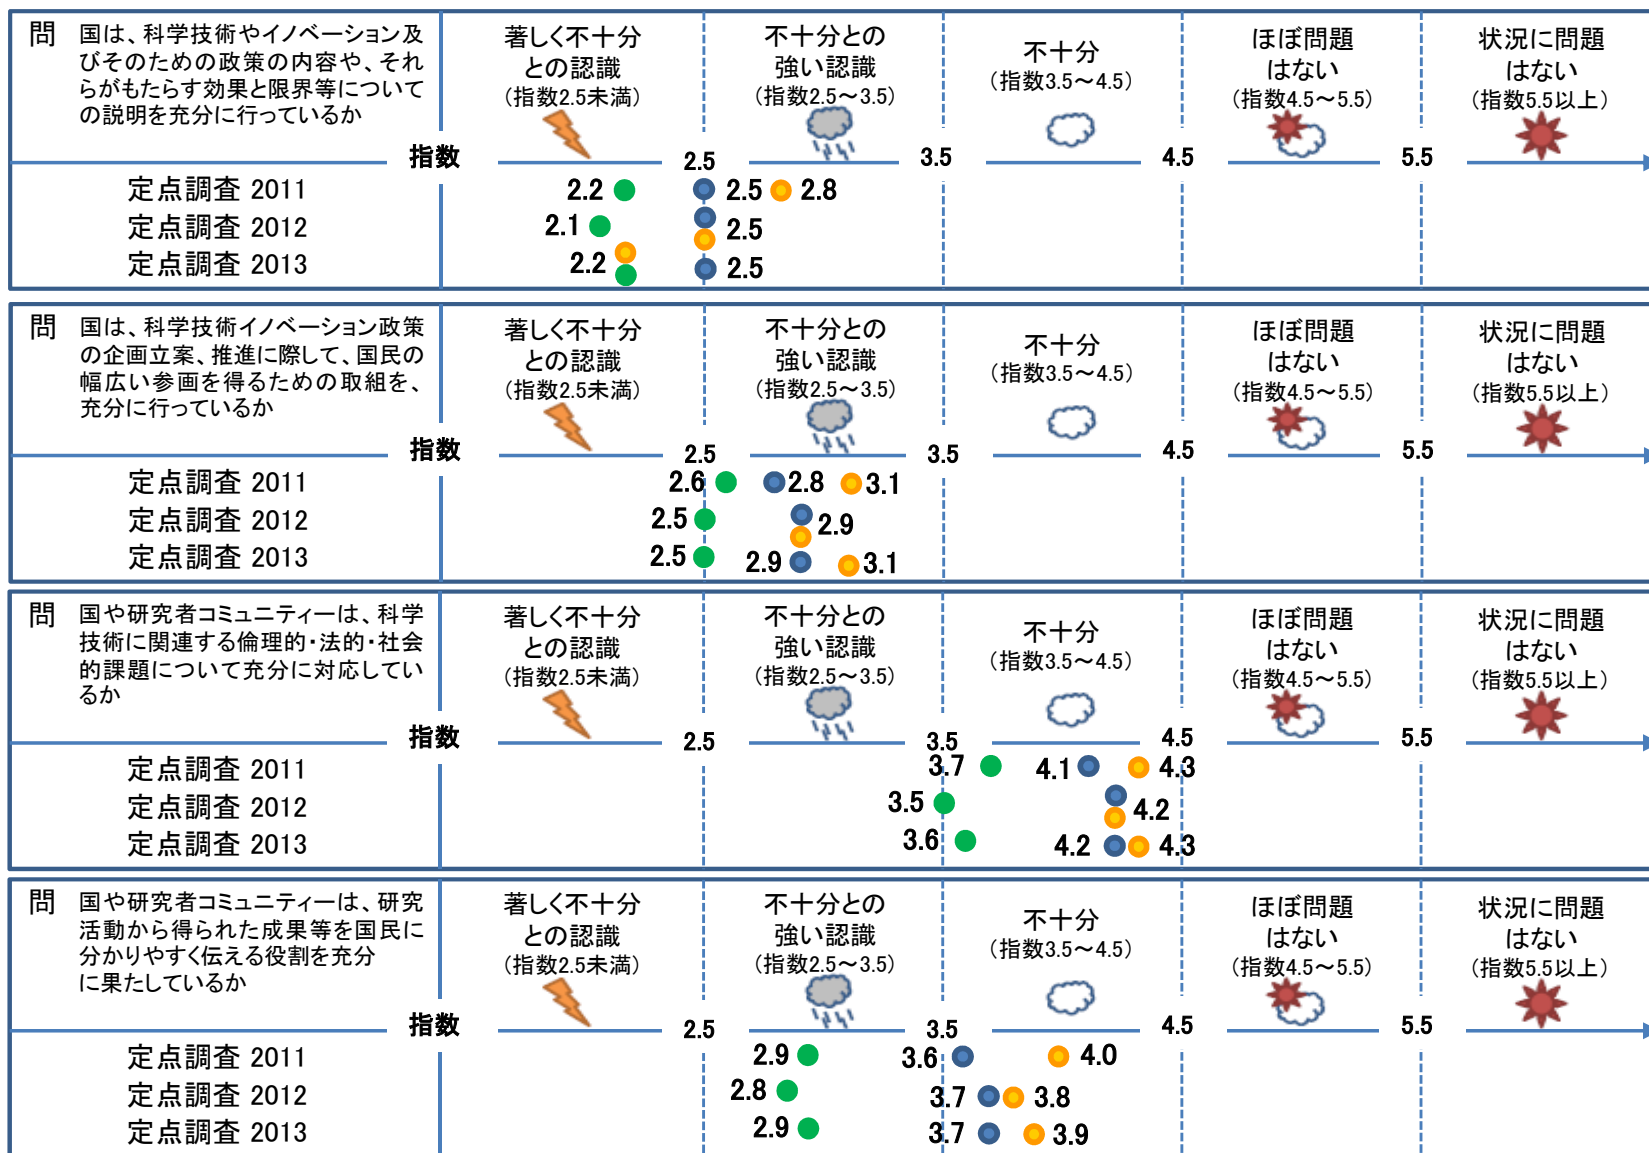 問 国は、科学技術やイノベーション及
びそのための政策の内容や、それ
らがもたらす効果と限界等について
の説明を充分に行っているか
著しく不十分
との認識
(指数2.5未満)
不十分との
強い認識
(指数2.5～3.5)
不十分
(指数3.5～4.5)
ほぼ問題
はない
(指数4.5～5.5)
状況に問題
はない
(指数5.5以上)
指数 2.5 3.5 4.5 5.5
定点調査 2011 2.2 2.5 2.8
定点調査 2012 2.1 2.5
定点調査 2013 2.2 2.5
問 国は、科学技術イノベーション政策
の企画立案、推進に際して、国民の
幅広い参画を得るための取組を、
充分に行っているか
著しく不十分
との認識
(指数2.5未満)
不十分との
強い認識
(指数2.5～3.5)
不十分
(指数3.5～4.5)
ほぼ問題
はない
(指数4.5～5.5)
状況に問題
はない
(指数5.5以上)
指数 2.5 3.5 4.5 5.5
定点調査 2011 2.6 2.8 3.1
定点調査 2012 2.5 2.9
定点調査 2013 2.5 2.9 3.1
問 国や研究者コミュニティーは、科学
技術に関連する倫理的・法的・社会
的課題について充分に対応してい
るか
著しく不十分
との認識
(指数2.5未満)
不十分との
強い認識
(指数2.5～3.5)
不十分
(指数3.5～4.5)
ほぼ問題
はない
(指数4.5～5.5)
状況に問題
はない
(指数5.5以上)
指数 2.5 3.5 4.5 5.5
定点調査 2011 3.7 4.1 4.3
定点調査 2012 3.5 4.2
定点調査 2013 3.6 4.2 4.3
問 国や研究者コミュニティーは、研究
活動から得られた成果等を国民に
分かりやすく伝える役割を充分
に果たしているか
著しく不十分
との認識
(指数2.5未満)
不十分との
強い認識
(指数2.5～3.5)
不十分
(指数3.5～4.5)
ほぼ問題
はない
(指数4.5～5.5)
状況に問題
はない
(指数5.5以上)
指数 2.5 3.5 4.5 5.5
定点調査 2011 2.9 3.6 4.0
定点調査 2012 2.8 3.7 3.8
定点調査 2013 2.9 3.7 3.9